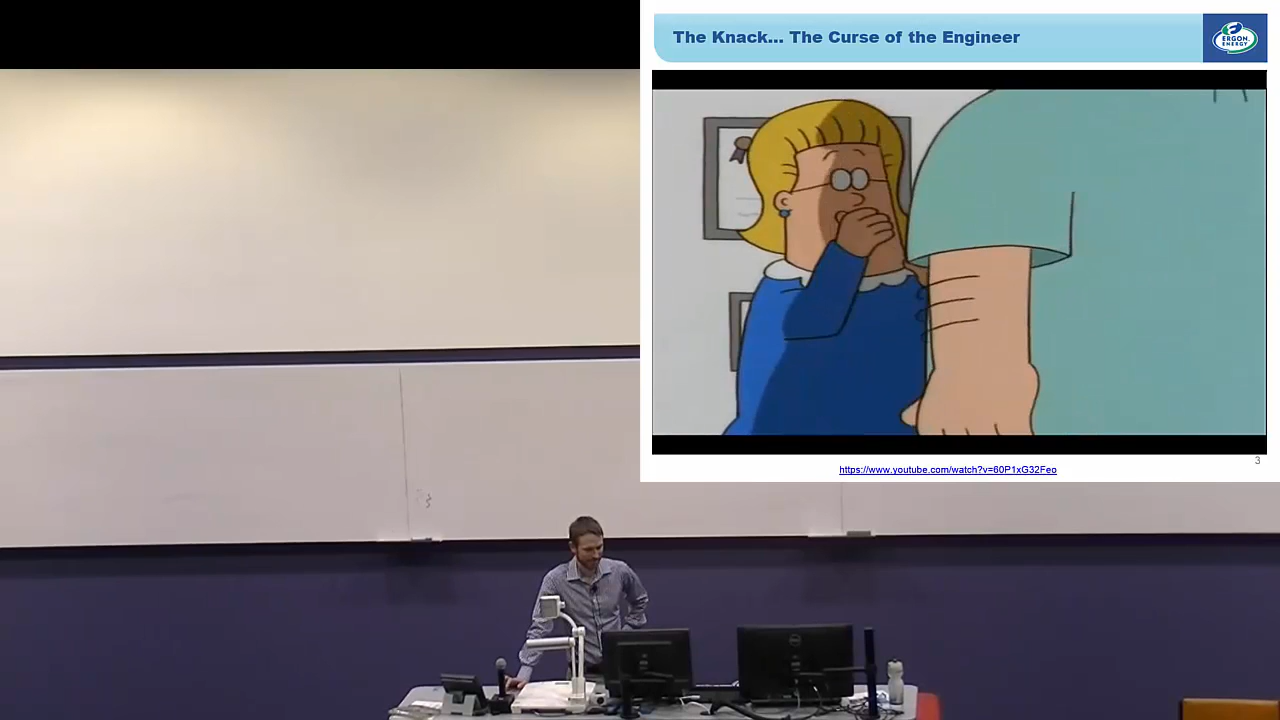 The Knack... The Curse of the Engineer
ERGON.
ENERGY
https://www.youtube.com/watch?v=60P1xG32Feo
3